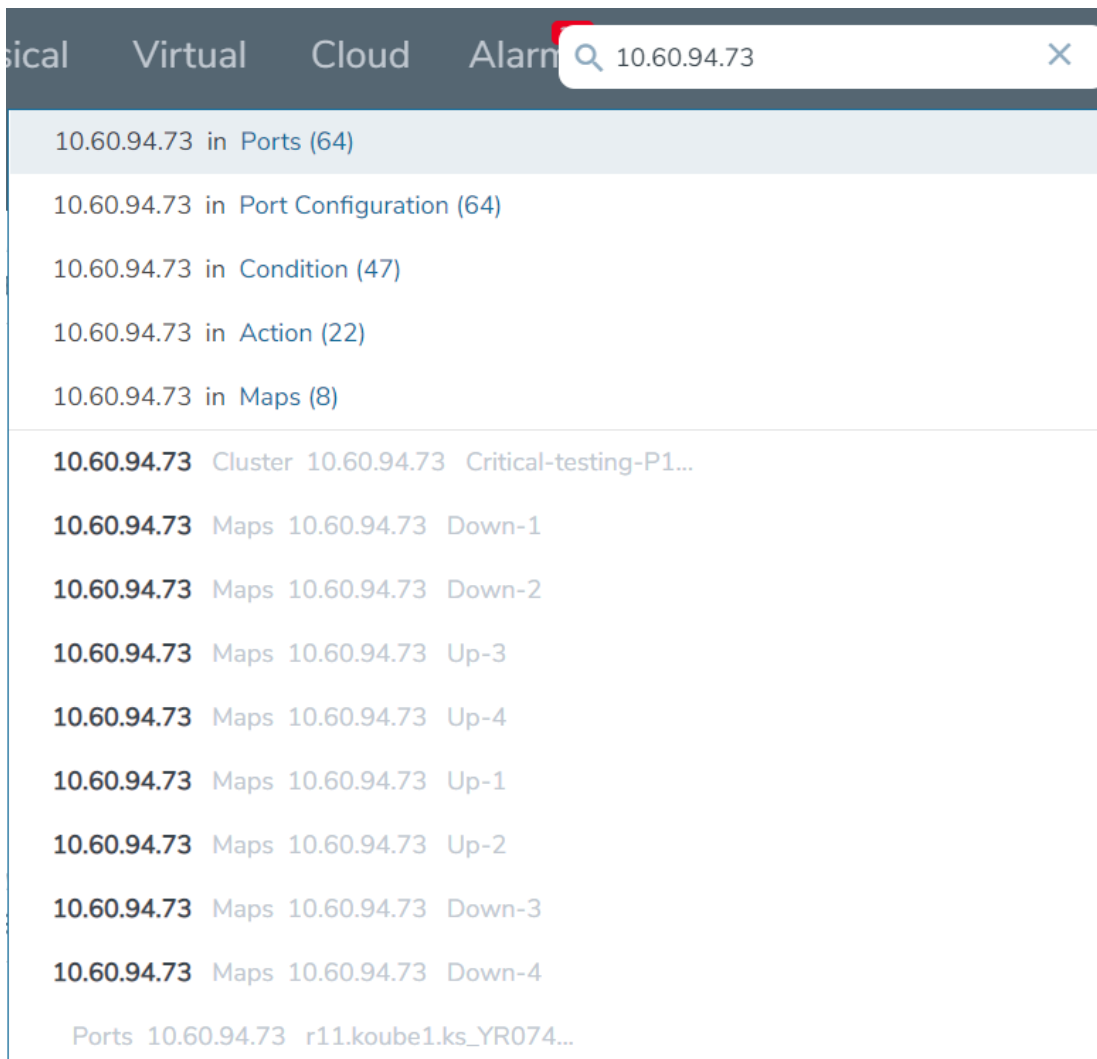 sical Virtual Cloud Alarm 10.60.94.73
10.60.94.73 in Ports (64)
10.60.94.73 in Port Configuration (64)
10.60.94.73 in Condition (47)
10.60.94.73 in Action (22)
10.60.94.73 in Maps (8)
10.60.94.73 Cluster 10.60.94.73 Critical-testing-P1...
10.60.94.73 Maps 10.60.94.73 Down-1
10.60.94.73 Maps 10.60.94.73 Down-2
10.60.94.73 Maps 10.60.94.73 Up-3
10.60.94.73 Maps 10.60.94.73 Up-4
10.60.94.73 Maps 10.60.94.73 Up-1
10.60.94.73 Maps 10.60.94.73 Up-2
10.60.94.73 Maps 10.60.94.73 Down-3
10.60.94.73 Maps 10.60.94.73 Down-4
Ports 10.60.94.73 r11.koube1.ks_YR074...